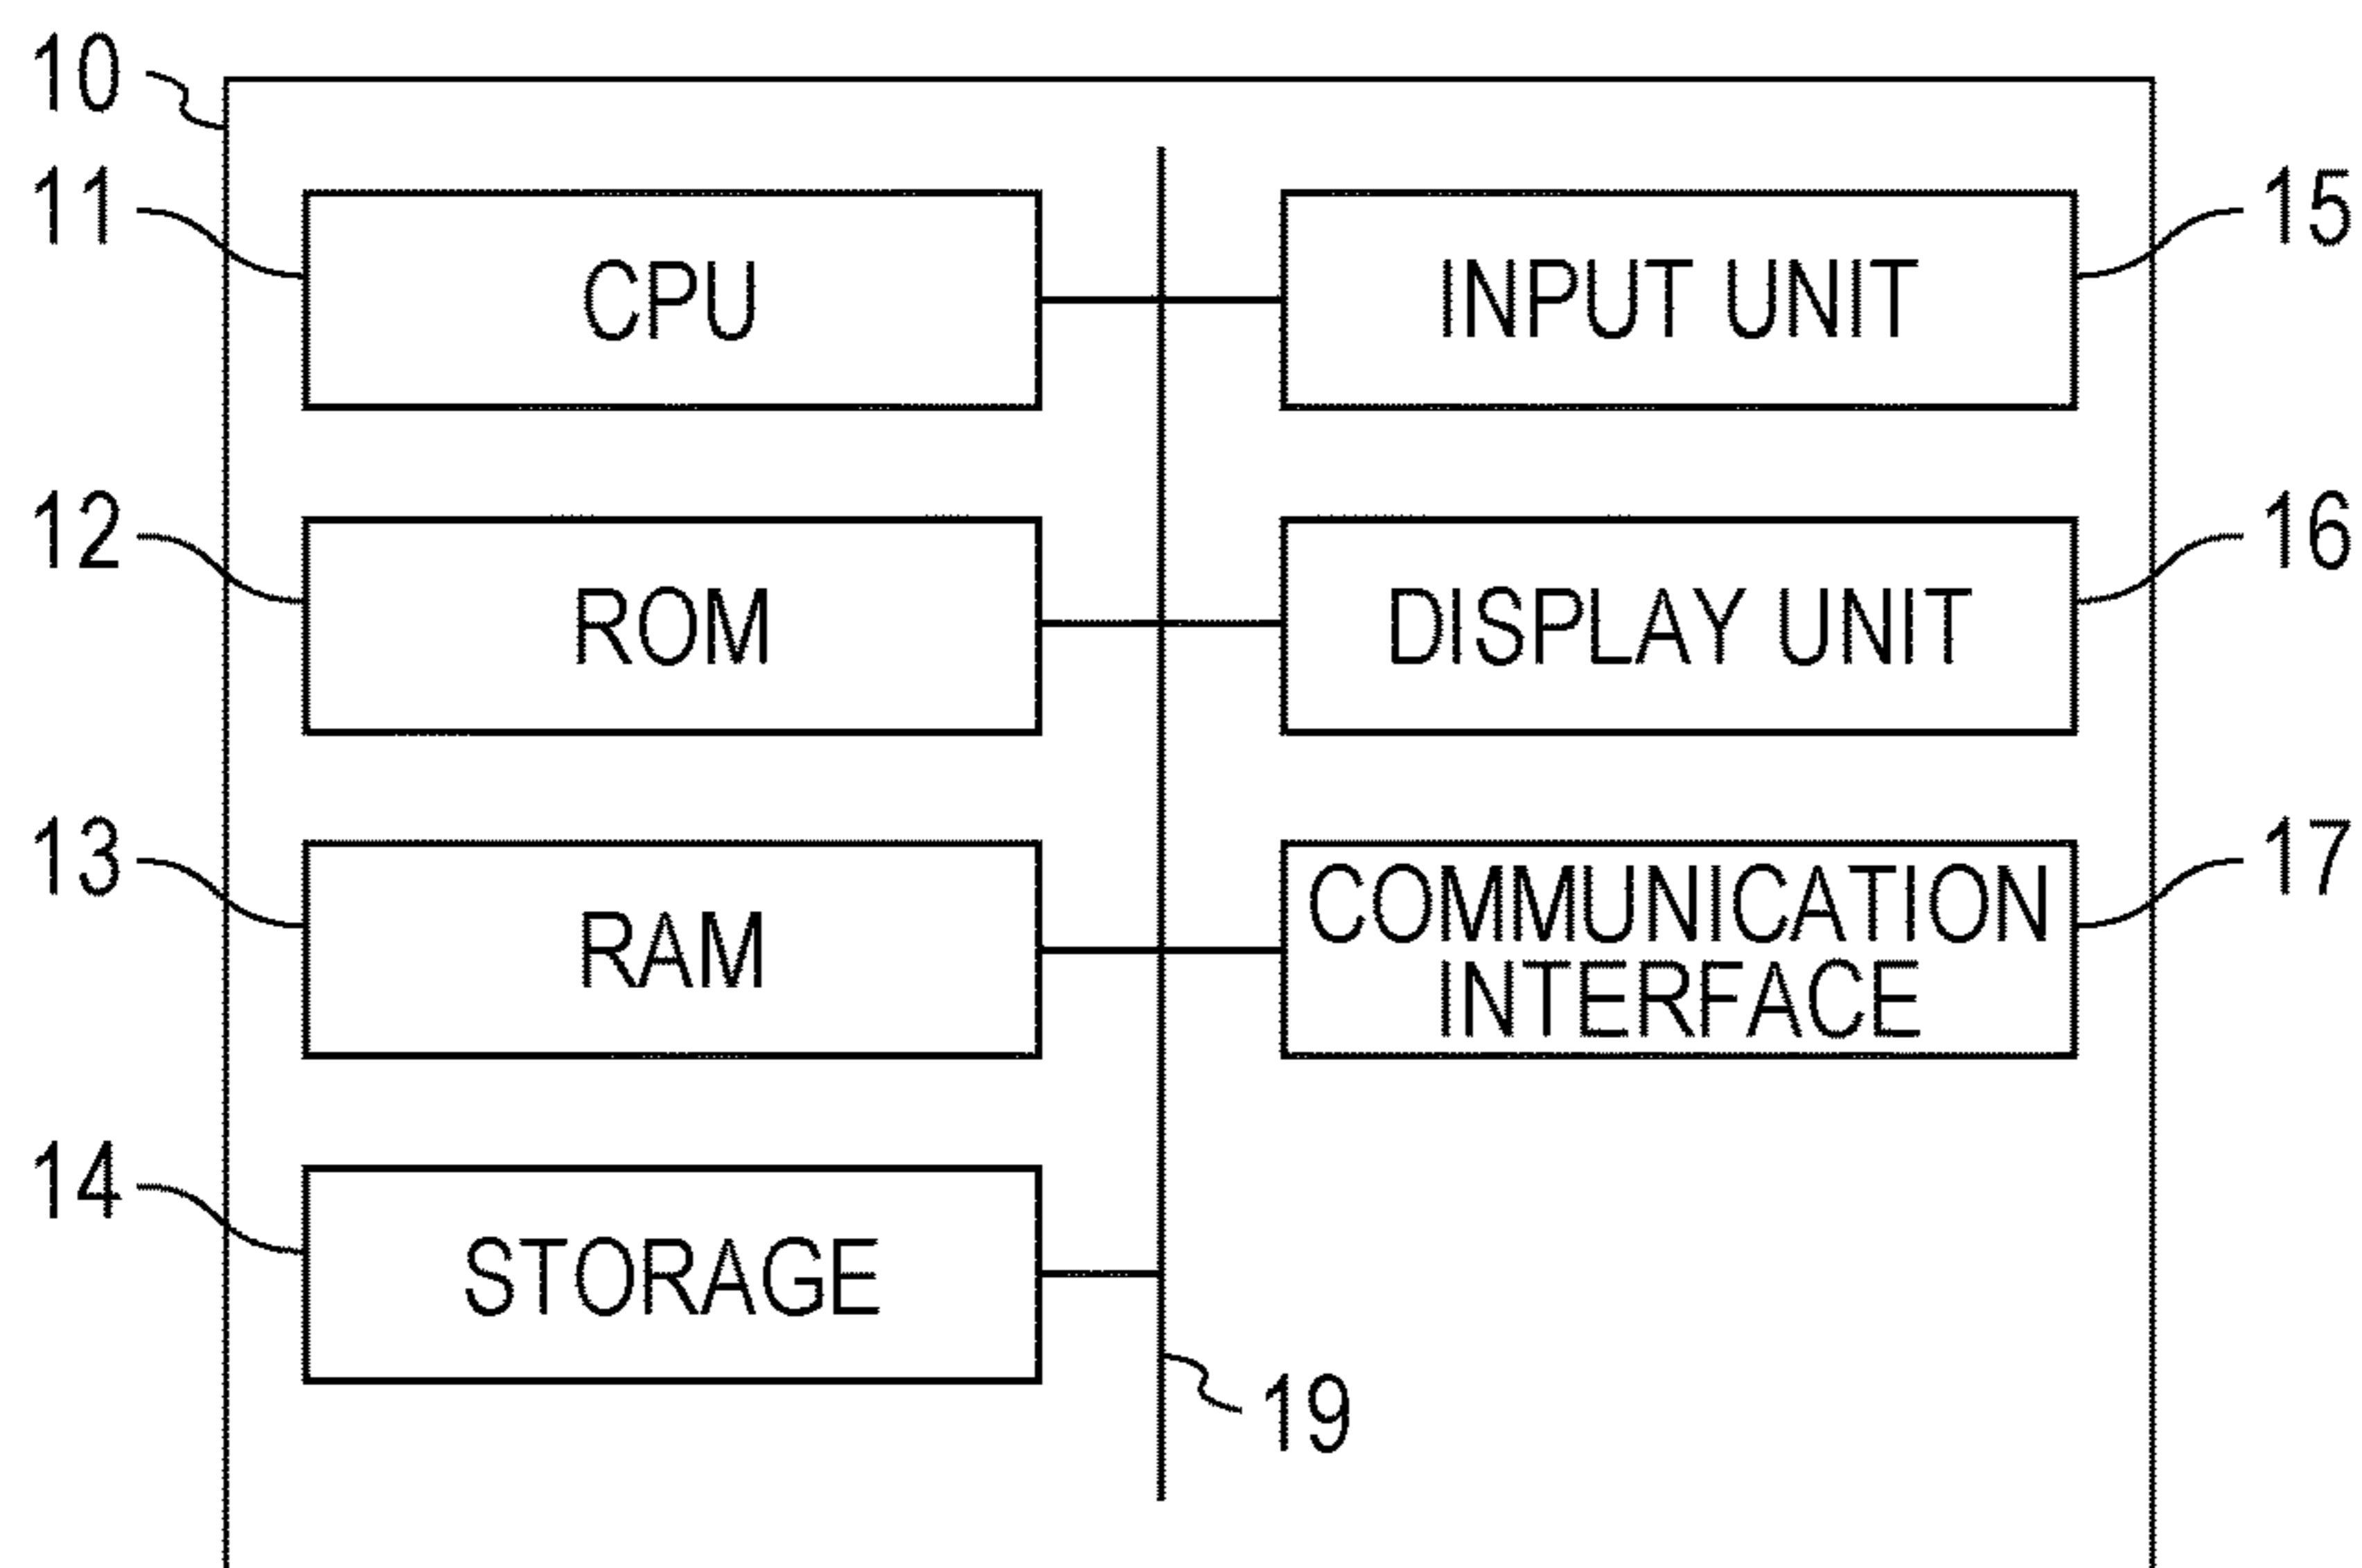 10
11
CPU
INPUT UNIT
15
12
ROM
DISPLAY UNIT
16
13
RAM
COMMUNICATION
INTERFACE
17
14
STORAGE
19